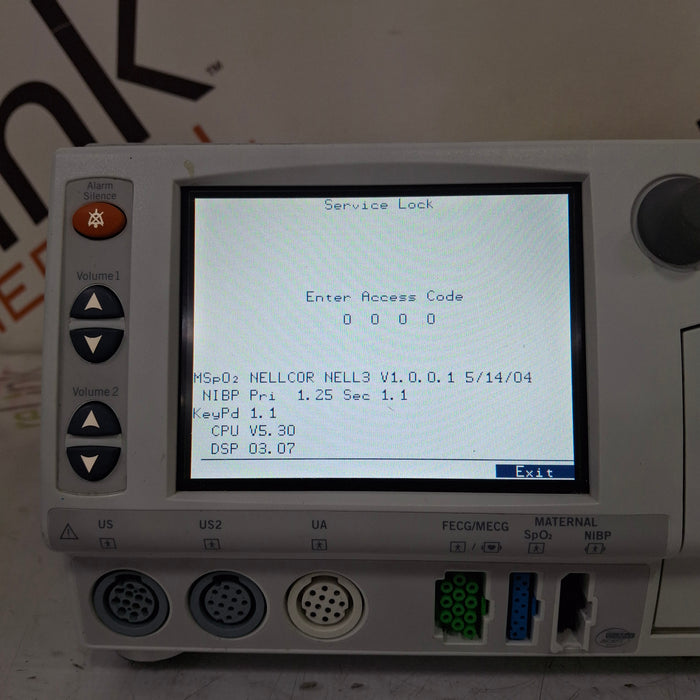 nk
™
Alarm
Silence
Volume 1
Volume 2
Service Lock
Enter Access Code
0 0 0 0
MSpO₂ NELLCOR NELL3 V1.0.0.1 5/14/04
NIBP Pri 1.25 Sec 1.1
KeyPd 1.1
CPU V5.30
DSP 03.07
Exit
US
US2
UA
FECG/MECG
/
MATERNAL
SpO₂
NIBP